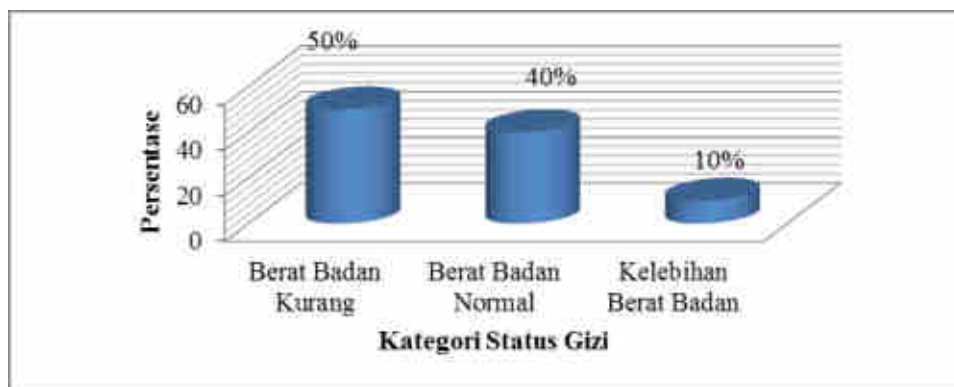 50%
40%
10%
Persentase
60
40
20
0
Berat Badan
Kurang
Berat Badan
Normal
Kelebihan
Berat Badan
Kategori Status Gizi